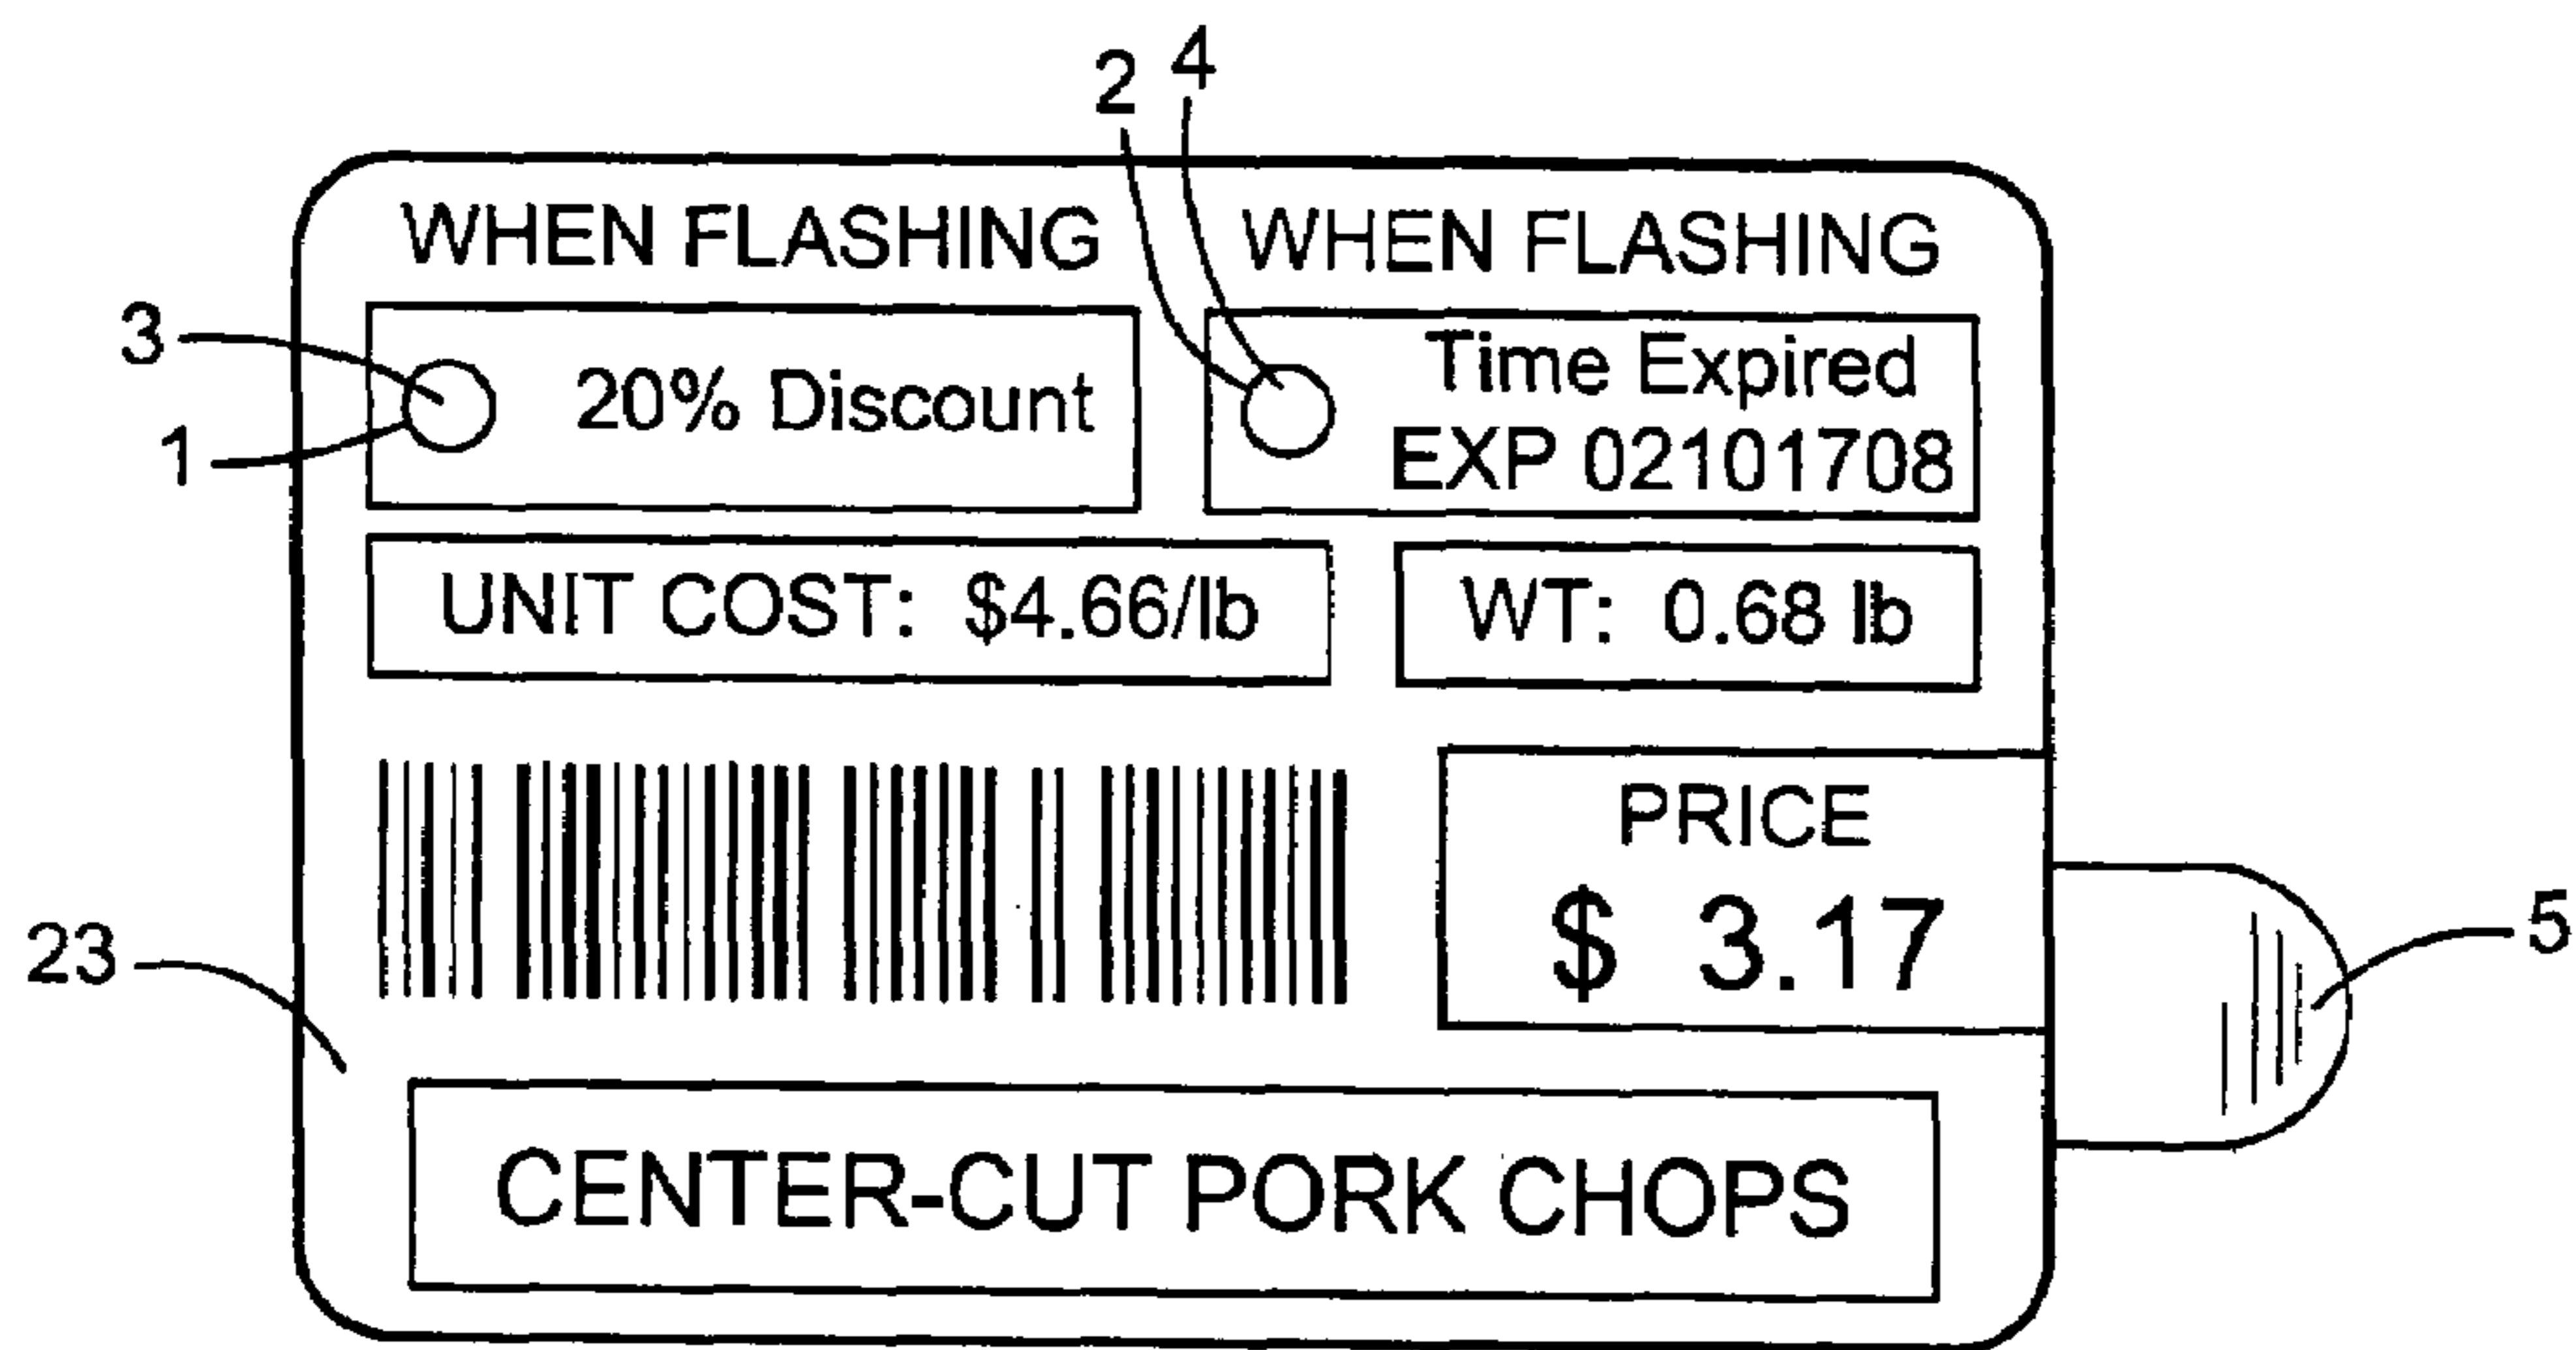 2 4
WHEN FLASHING WHEN FLASHING
3
20% Discount
Time Expired
EXP 02101708
1
UNIT COST: $4.66/lb WT: 0.68 lb
PRICE
$ 3.17
23
5
CENTER-CUT PORK CHOPS